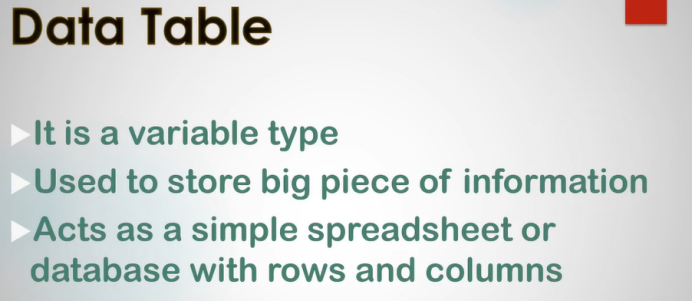 Data Table
It is a variable type
Used to store big piece of information
Acts as a simple spreadsheet or
database with rows and columns